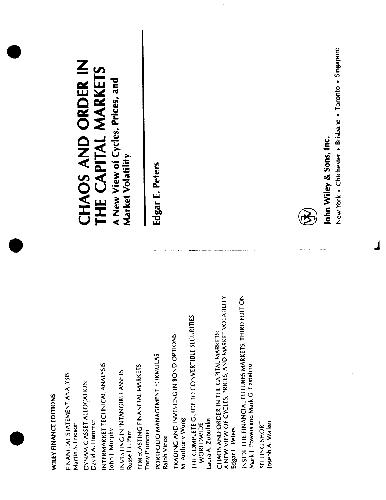 WILEY FINANCE EDITIONS
FINANCIAL STATEMENT ANALYSIS
Martin S. Fridson
DYNAMIC ASSET ALLOCATION
David A. Hammer
INTERMARKET TECHNICAL ANALYSIS
John J. Murphy
INVESTING IN INTANGIBLE ASSETS
Russell L. Parr
FORECASTING FINANCIAL MARKETS
Tony Plummer
PORTFOLIO MANAGEMENT FORMULAS
Ralph Vince
TRADING AND INVESTING IN BOND OPTIONS
M. Anthony Wong
THE COMPLETE GUIDE TO CONVERTIBLE SECURITIES
WORLDWIDE
Laura A. Zubulake
CHAOS AND ORDER IN THE CAPITAL MARKETS:
A NEW VIEW OF CYCLES, PRICES, AND MARKET VOLATILITY
Edgar E. Peters
INSIDE THE FINANCIAL FUTURES MARKETS, THIRD EDITION
Mark J. Powers and Mark G. Castelino
SELLING SHORT
Joseph A. Walker
CHAOS AND ORDER IN
THE CAPITAL MARKETS
A New View of Cycles, Prices, and
Market Volatility
Edgar E. Peters
John Wiley & Sons, Inc.
New York • Chichester • Brisbane • Toronto • Singapore